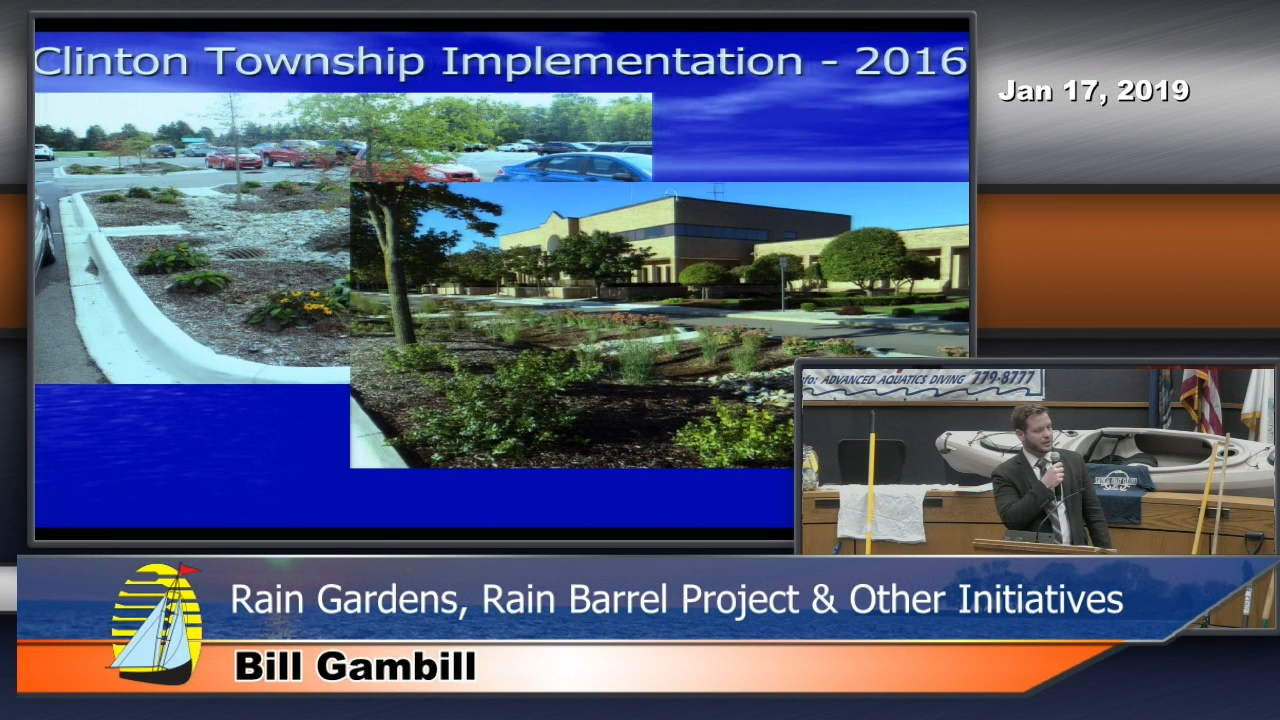 Clinton Township Implementation - 2016
Jan 17, 2019
ADVANCED AQUATICS DIVING 779-8777
Rain Gardens, Rain Barrel Project & Other Initiatives
Bill Gambill